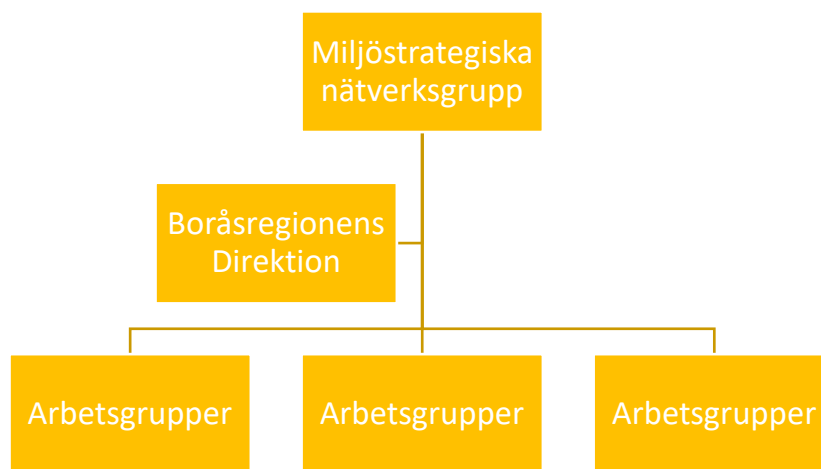 Miljöstrategiska
nätverksgrupp
Boråsregionens
Direktion
Arbetsgrupper
Arbetsgrupper
Arbetsgrupper